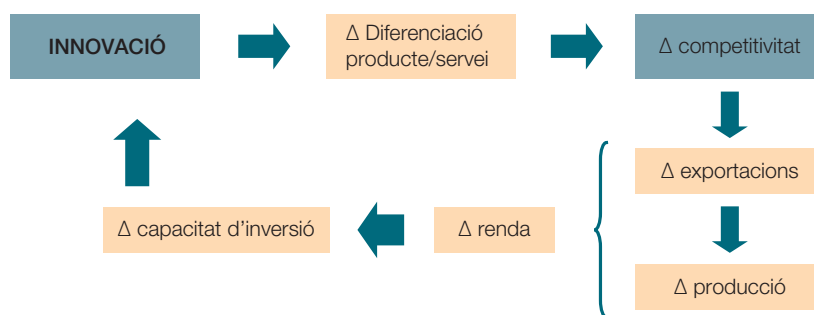 INNOVACIÓ
Δ Diferenciació
producte/servei
Δ competitivitat
Δ exportacions
Δ producció
Δ renda
Δ capacitat d’inversió